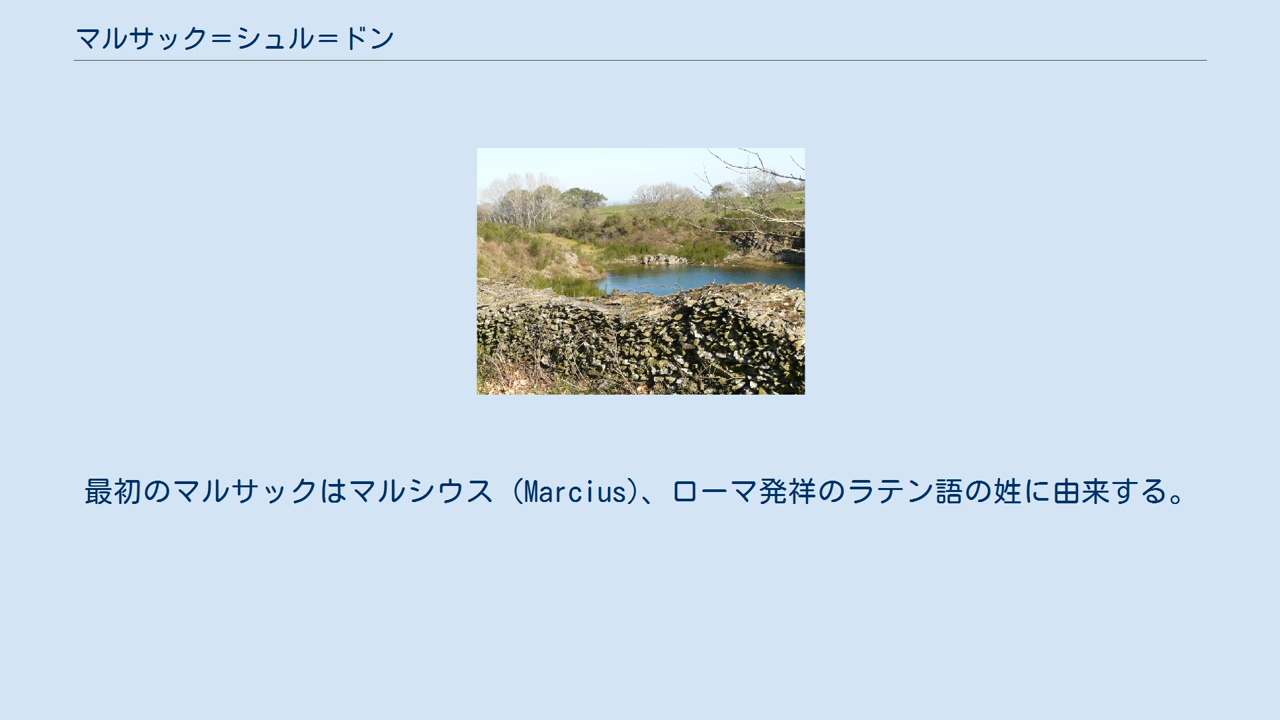 マルサック＝シュル＝ドン
最初のマルサックはマルシウス (Marcius)、ローマ発祥のラテン語の姓に由来する。